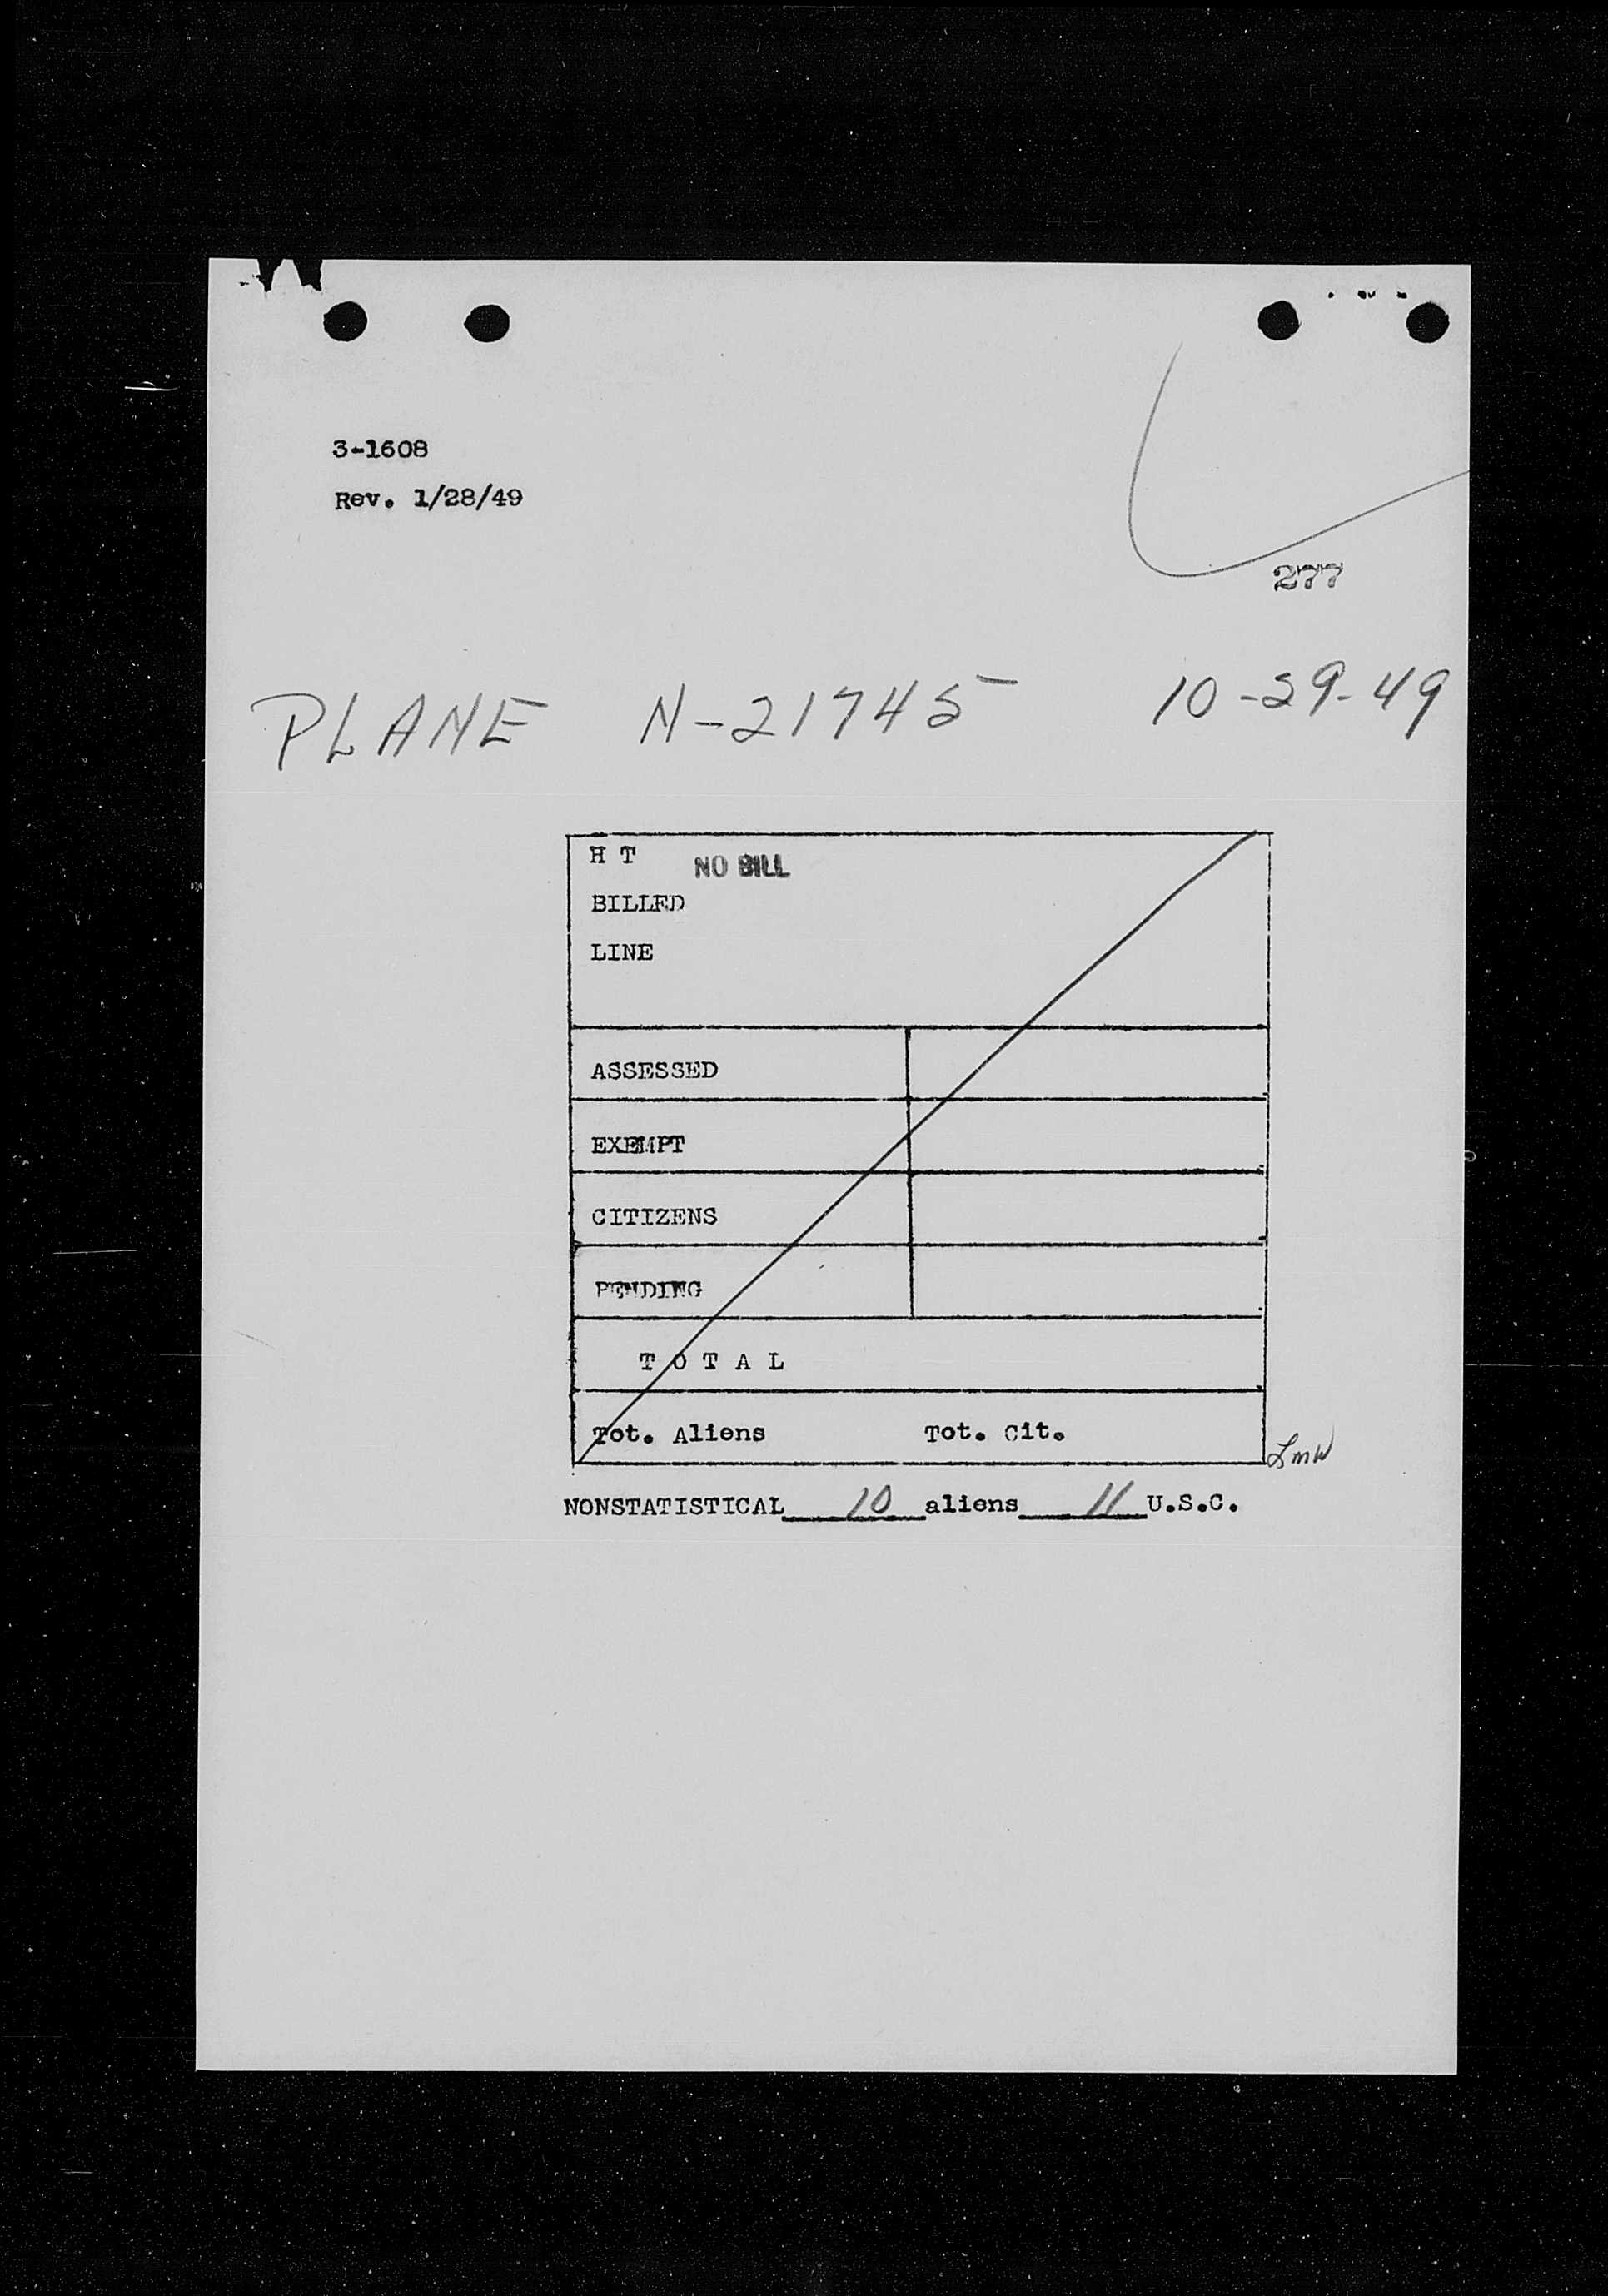 3-1608
Rev. 1/28/49
277
PLANE N-21745 10-29-49
H T NO BILL
BILLED
LINE
ASSESSED
EXEMPT
CITIZENS
PENDING
T O T A L
Tot. Aliens Tot. Cit.
Lmw
NONSTATISTICAL 10 aliens 11 U.S.C.